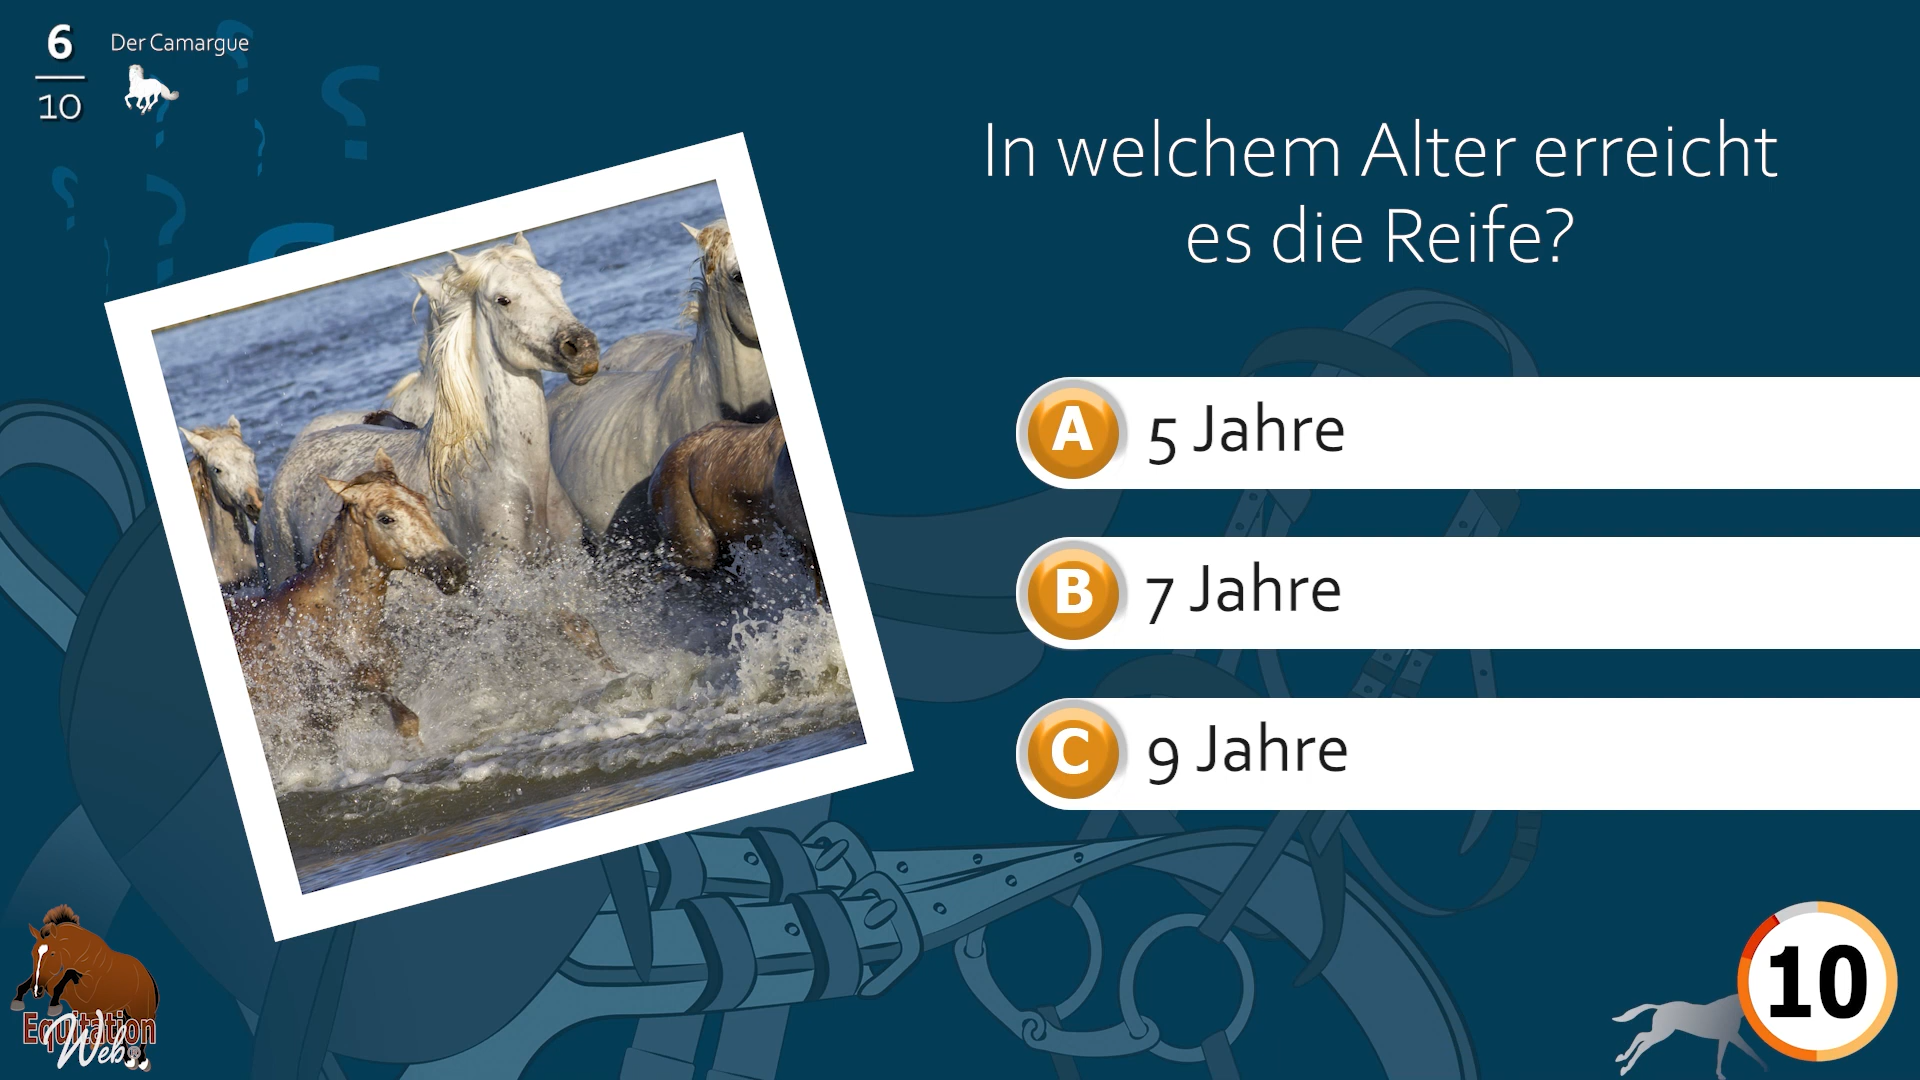 6
10
Der Camargue
In welchem Alter erreicht
es die Reife?
A 5 Jahre
B 7 Jahre
C 9 Jahre
Equitation
Web
10